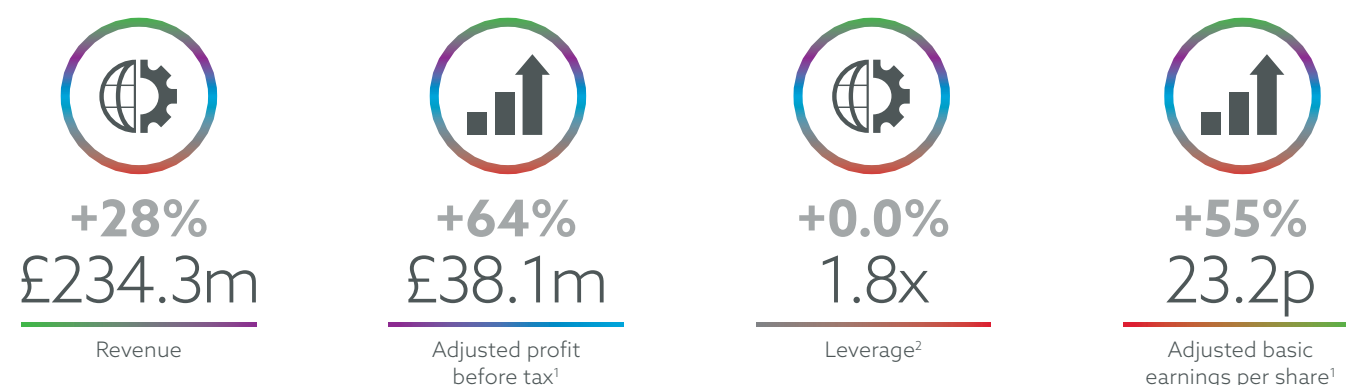 +28%
£234.3m
Revenue
+64%
£38.1m
Adjusted profit
before tax¹
+0.0%
1.8x
Leverage²
+55%
23.2p
Adjusted basic
earnings per share¹